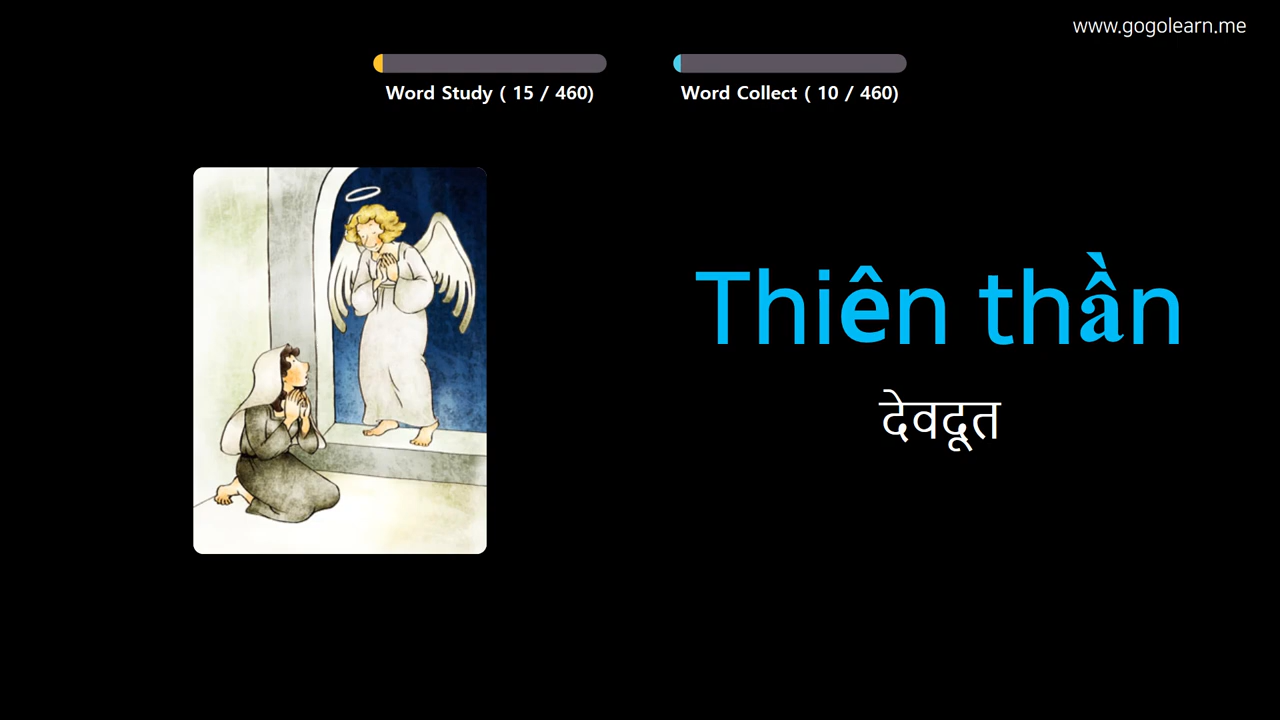 www.gogolearn.me
Word Study ( 15 / 460)
Word Collect ( 10 / 460)
Thiên thần
देवदूत